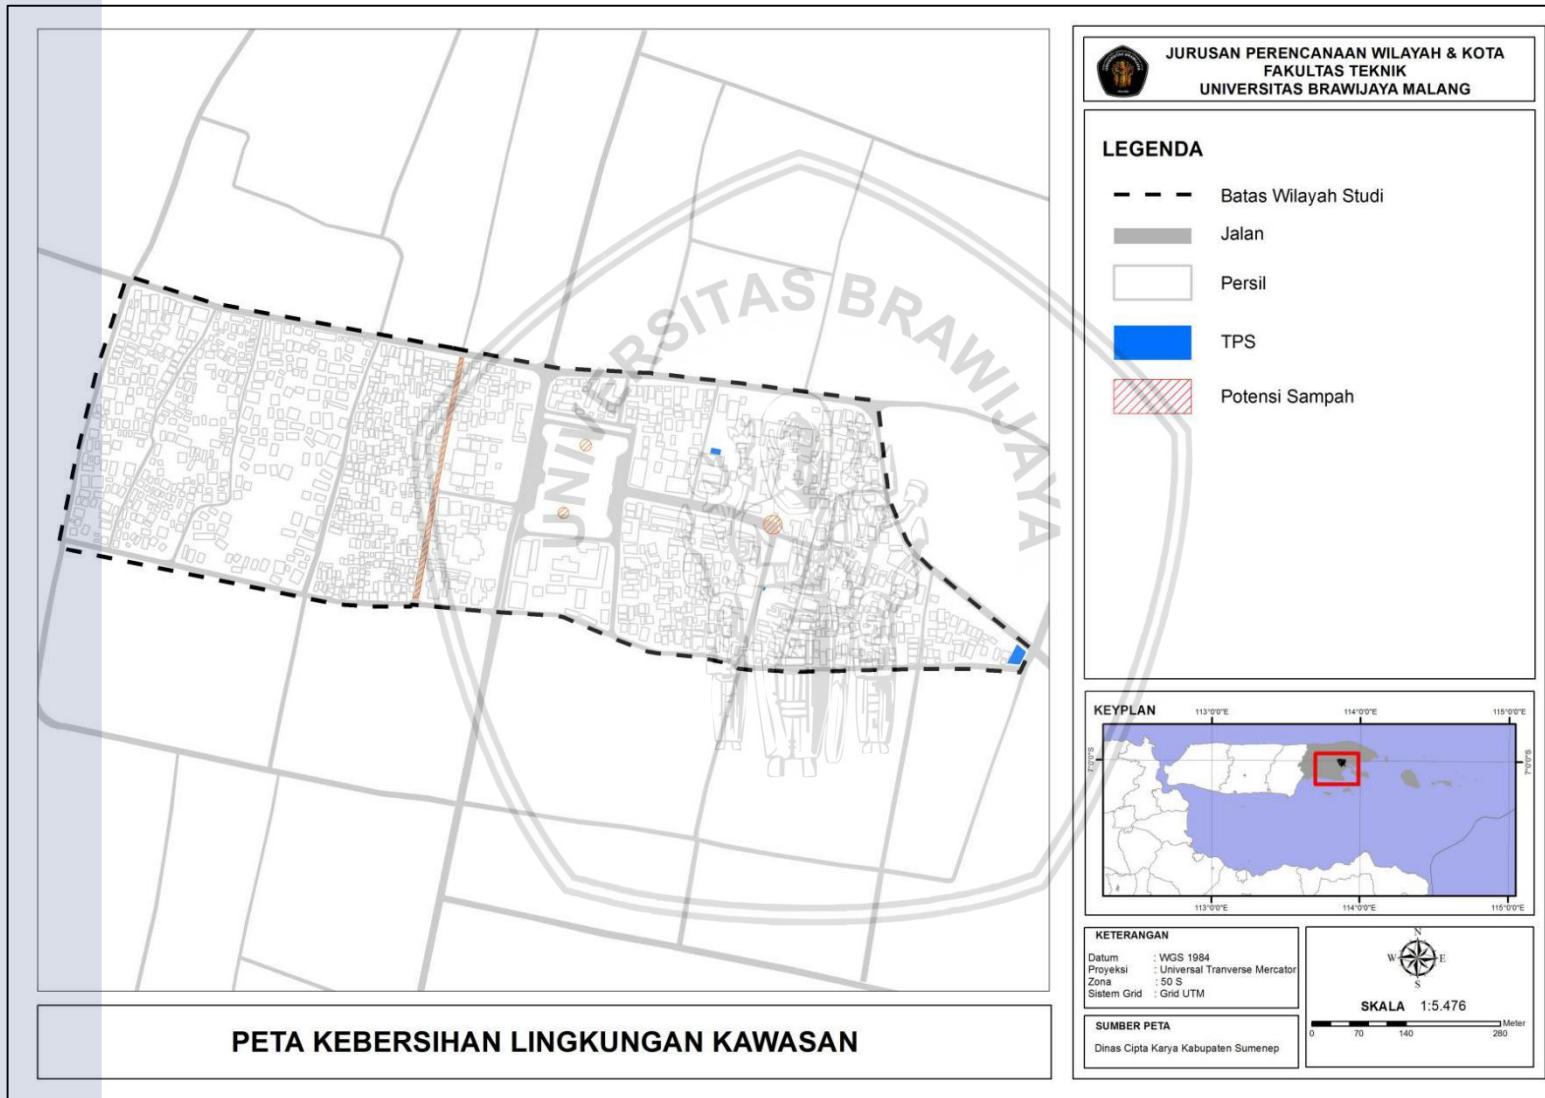 JURUSAN PERENCANAAN WILAYAH & KOTA
FAKULTAS TEKNIK
UNIVERSITAS BRAWIJAYA MALANG
LEGENDA
Batas Wilayah Studi
Jalan
Persil
TPS
Potensi Sampah
UNIVERSITAS BRAWIJAYA
KEYPLAN
113°0'0"E 114°0'0"E 115°0'0"E
7°0'0"S 7°0'0"S
113°0'0"E 114°0'0"E 115°0'0"E
KETERANGAN
Datum : WGS 1984
Proyeksi : Universal Tranverse Mercator
Zona : 50 S
Sistem Grid : Grid UTM
SUMBER PETA
Dinas Cipta Karya Kabupaten Sumenep
N
W E
S
SKALA 1:5.476
Meter
0 70 140 280
PETA KEBERSIHAN LINGKUNGAN KAWASAN